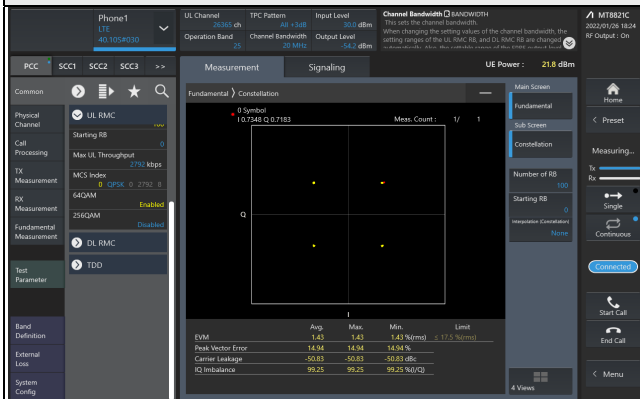 Phone1
LTE
40.10S#030
UL Channel
26365 ch
TPC Pattern
All +3dB
Input Level
30.0 dBm
Operation Band
25
Channel Bandwidth
20 MHz
Output Level
-54.2 dBm
Channel Bandwidth BANDWIDTH
This sets the channel bandwidth.
When changing the setting values of the channel bandwidth, the
setting ranges of the UL RMC RB, and DL RMC RB are changed
MT8821C
2022/01/26 18:24
RF Output : On
PCC
SCC1
SCC2
SCC3
>>
Measurement
Signaling
UE Power : 21.8 dBm
Common
Physical
Channel
Call
Processing
TX
Measurement
RX
Measurement
Fundamental
Measurement
Test
Parameter
Band
Definition
External
Loss
System
Config
UL RMC
100
Starting RB
0
Max UL Throughput
2792 kbps
MCS Index
0 QPSK 0 2792 8
64QAM
Enabled
256QAM
Disabled
DL RMC
TDD
Fundamental > Constellation
0 Symbol
I 0.7348 Q 0.7183
Meas. Count : 1/ 1
Q
I
Avg. Max. Min. Limit
EVM 1.43 1.43 1.43 %(rms) ≤ 17.5 %(rms)
Peak Vector Error 14.94 14.94 14.94 %
Carrier Leakage -50.83 -50.83 -50.83 dBc
IQ Imbalance 99.25 99.25 99.25 %(I/Q)
Main Screen
Fundamental
Sub Screen
Constellation
Number of RB
100
Starting RB
0
Interpolation (Constellation)
None
4 Views
Home
< Preset
Measuring...
Tx
Rx
Single
Continuous
Connected
Start Call
End Call
< Menu